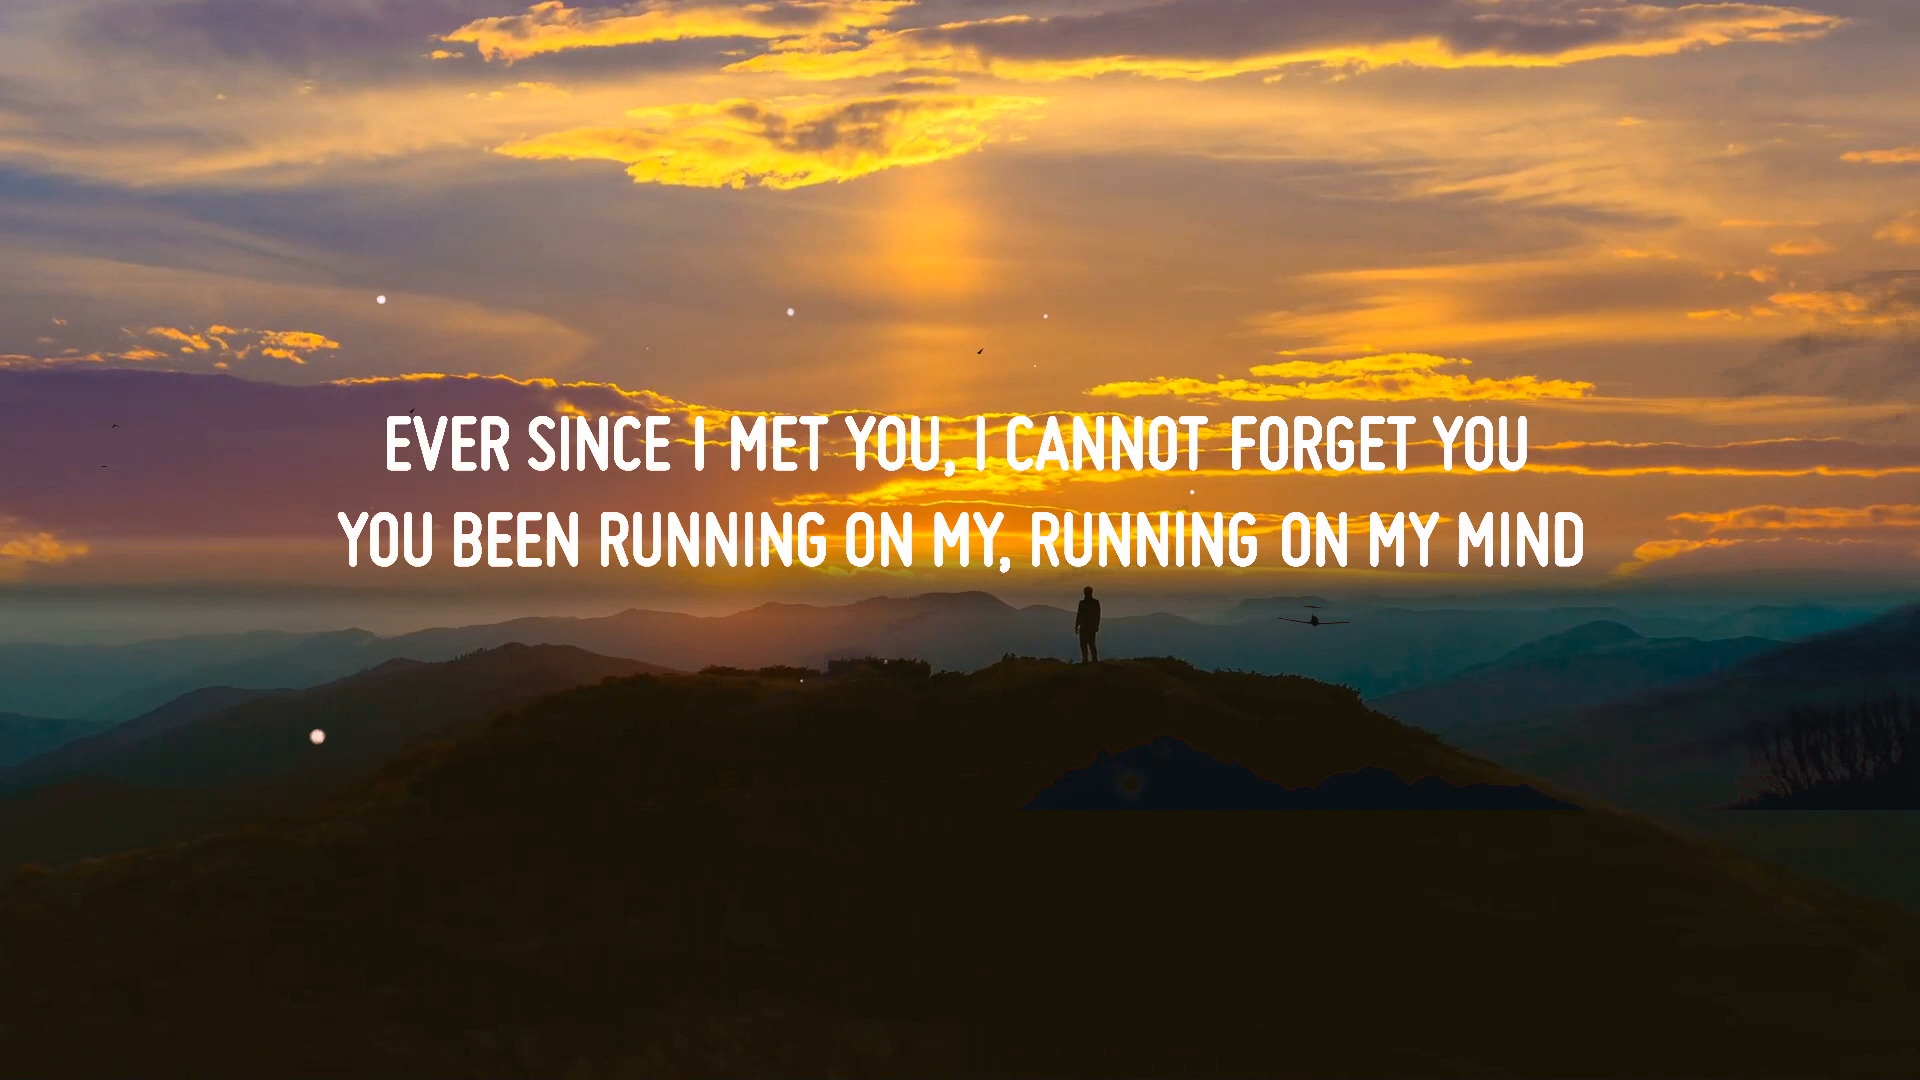 EVER SINCE I MET YOU, I CANNOT FORGET YOU
YOU BEEN RUNNING ON MY, RUNNING ON MY MIND